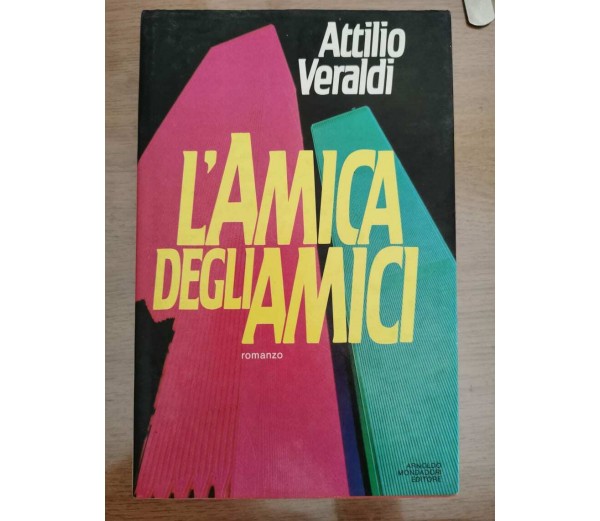 Attilio
Veraldi
L'AMICA
DEGLI AMICI
romanzo
ARNOLDO
MONDADORI
EDITORE